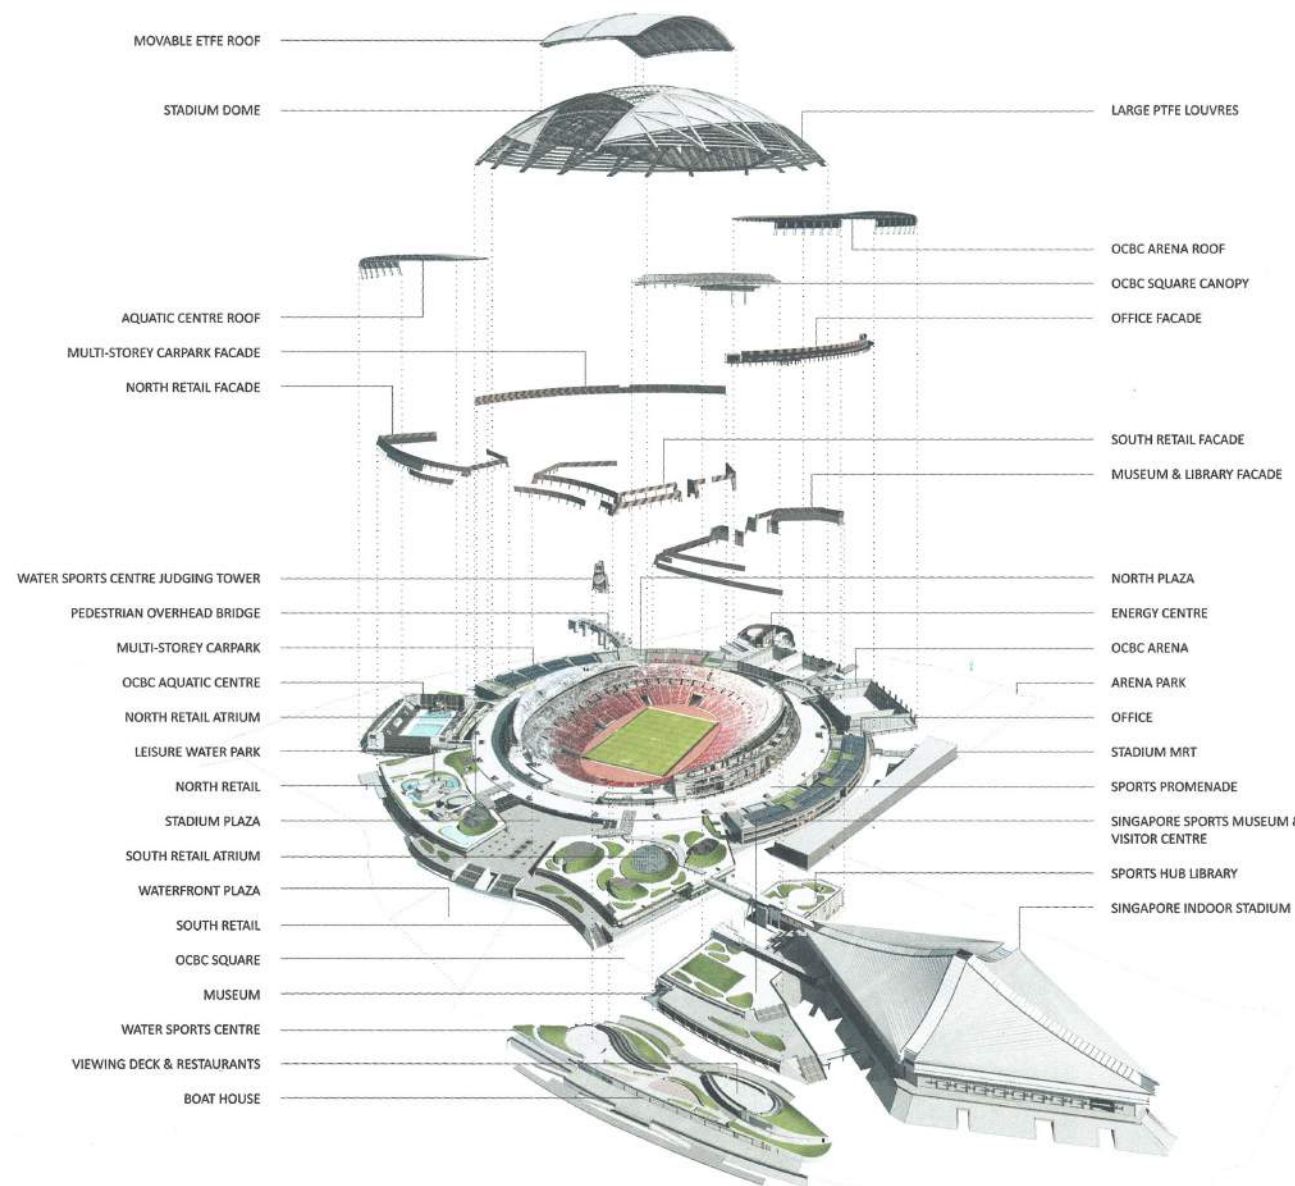 MOVABLE ETFE ROOF
STADIUM DOME
AQUATIC CENTRE ROOF
MULTI-STOREY CARPARK FACADE
NORTH RETAIL FACADE
WATER SPORTS CENTRE JUDGING TOWER
PEDESTRIAN OVERHEAD BRIDGE
MULTI-STOREY CARPARK
OCBC AQUATIC CENTRE
NORTH RETAIL ATRIUM
LEISURE WATER PARK
NORTH RETAIL
STADIUM PLAZA
SOUTH RETAIL ATRIUM
WATERFRONT PLAZA
SOUTH RETAIL
OCBC SQUARE
MUSEUM
WATER SPORTS CENTRE
VIEWING DECK & RESTAURANTS
BOAT HOUSE
LARGE PTFE LOUVRES
OCBC ARENA ROOF
OCBC SQUARE CANOPY
OFFICE FACADE
SOUTH RETAIL FACADE
MUSEUM & LIBRARY FACADE
NORTH PLAZA
ENERGY CENTRE
OCBC ARENA
ARENA PARK
OFFICE
STADIUM MRT
SPORTS PROMENADE
SINGAPORE SPORTS MUSEUM &
VISITOR CENTRE
SPORTS HUB LIBRARY
SINGAPORE INDOOR STADIUM